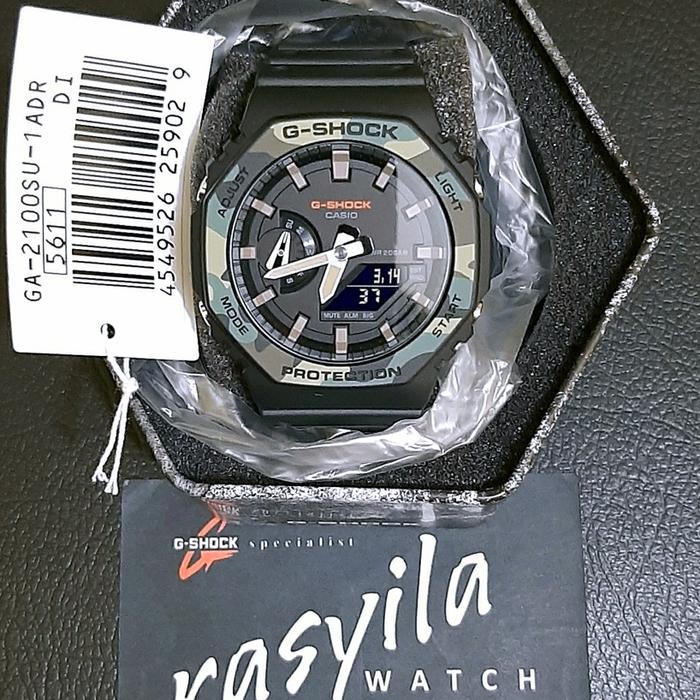 GA-2100SU-1ADR
DI
5611
4549526 25902 9
G-SHOCK
ADJUST
LIGHT
G-SHOCK
CASIO
3.14
37
MUTE ALM SIG
MODE
START
PROTECTION
G-SHOCK specialist
rasyila
WATCH